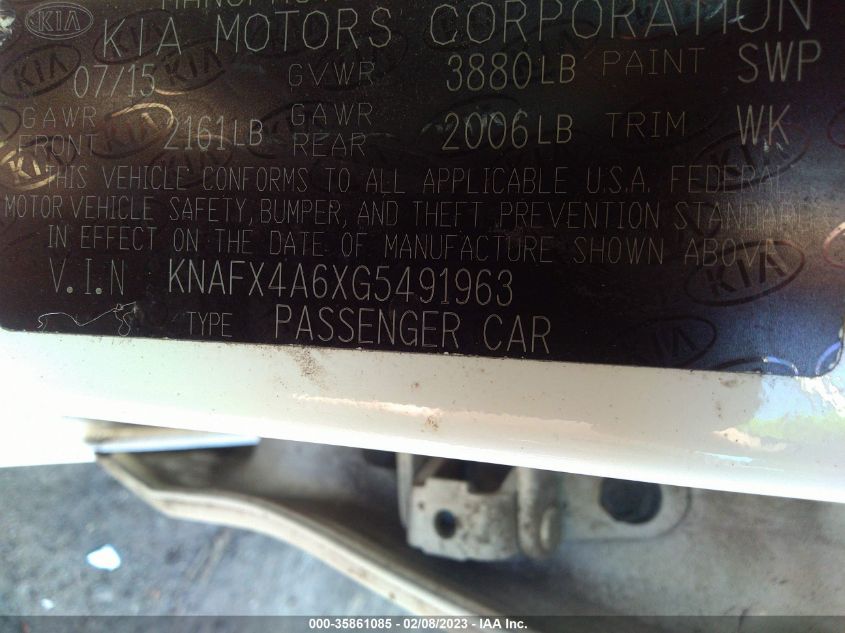 KIA
KIA MOTORS CORPORATION
07/15 GVWR 3880LB PAINT SWP
GAWR FRONT 2161LB GAWR REAR 2006LB TRIM WK
THIS VEHICLE CONFORMS TO ALL APPLICABLE U.S.A. FEDERAL
MOTOR VEHICLE SAFETY, BUMPER, AND THEFT PREVENTION STANDARDS
IN EFFECT ON THE DATE OF MANUFACTURE SHOWN ABOVE.
V.I.N KNAFX4A6XG5491963
TYPE PASSENGER CAR
000-35861085 - 02/08/2023 - IAA Inc.